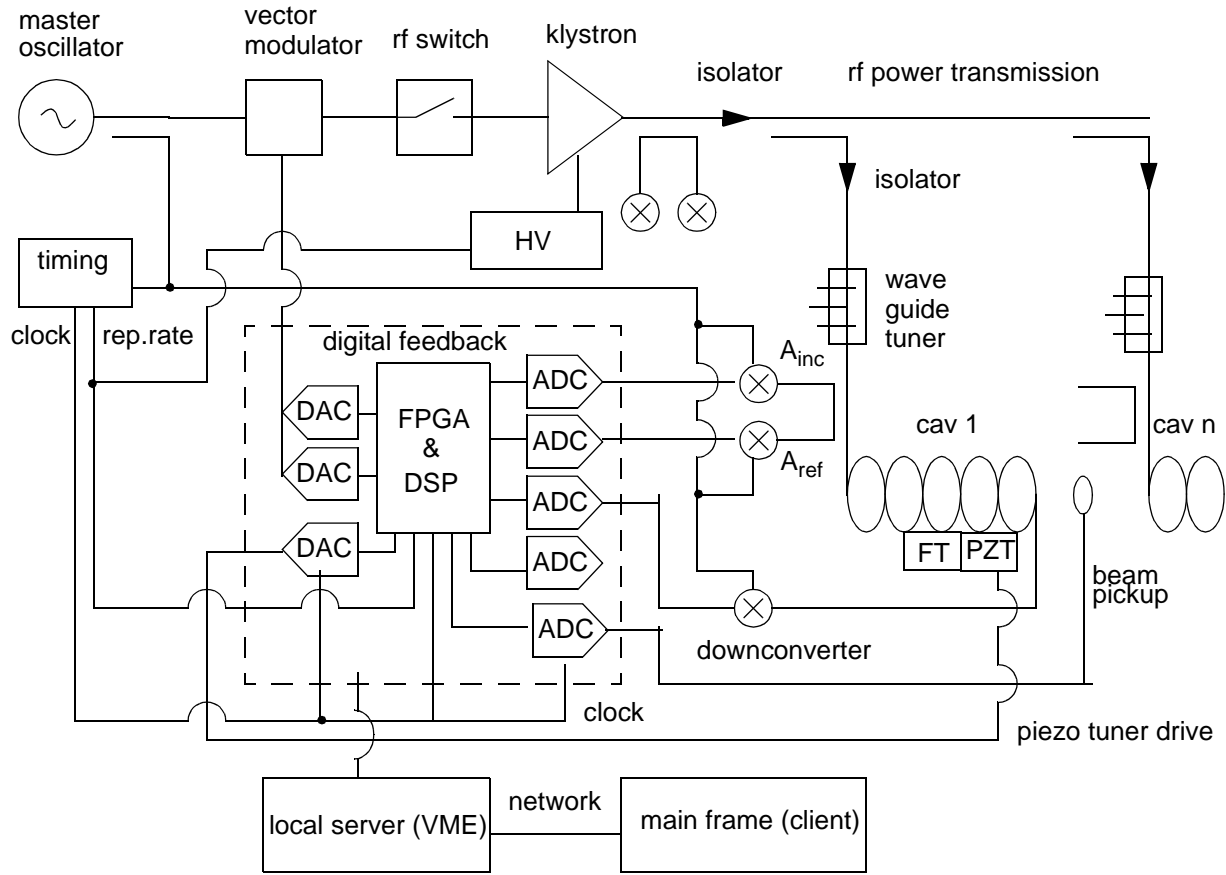 master
oscillator
vector
modulator
rf switch
klystron
isolator
rf power transmission
isolator
HV
timing
wave
guide
tuner
clock
rep.rate
digital feedback
Ainc
ADC
DAC
FPGA
&
DSP
ADC
Aref
cav 1
cav n
DAC
ADC
DAC
ADC
FT
PZT
beam
pickup
ADC
downconverter
clock
piezo tuner drive
network
local server (VME)
main frame (client)